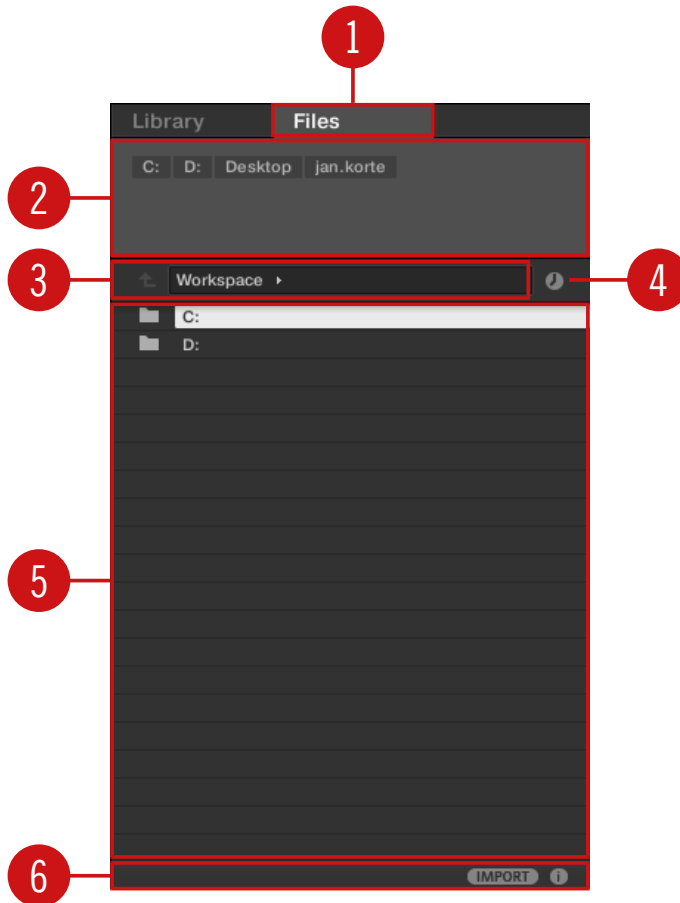 1
Library Files
2
C: D: Desktop jan.korte
3
Workspace
4
C:
D:
5
6
IMPORT i